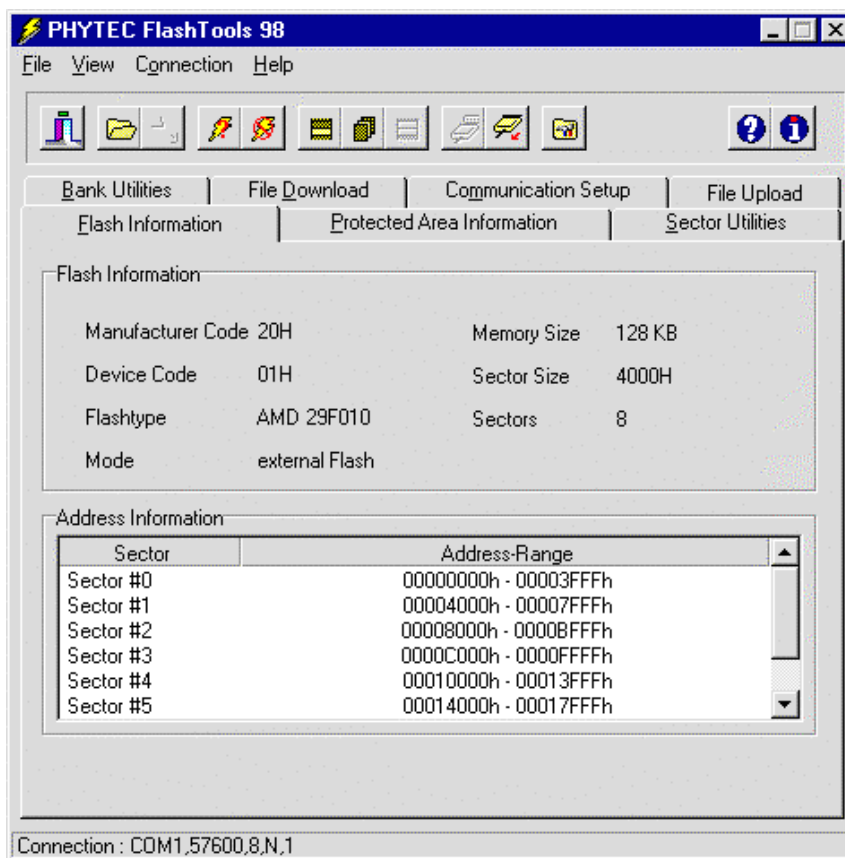 PHYTEC FlashTools 98
File View Connection Help
Bank Utilities File Download Communication Setup File Upload
Flash Information Protected Area Information Sector Utilities
Flash Information
Manufacturer Code 20H Memory Size 128 KB
Device Code 01H Sector Size 4000H
Flashtype AMD 29F010 Sectors 8
Mode external Flash
Address Information
Sector Address-Range
Sector #0 00000000h - 00003FFFh
Sector #1 00004000h - 00007FFFh
Sector #2 00008000h - 0000BFFFh
Sector #3 0000C000h - 0000FFFFh
Sector #4 00010000h - 00013FFFh
Sector #5 00014000h - 00017FFFh
Connection : COM1,57600,8,N,1